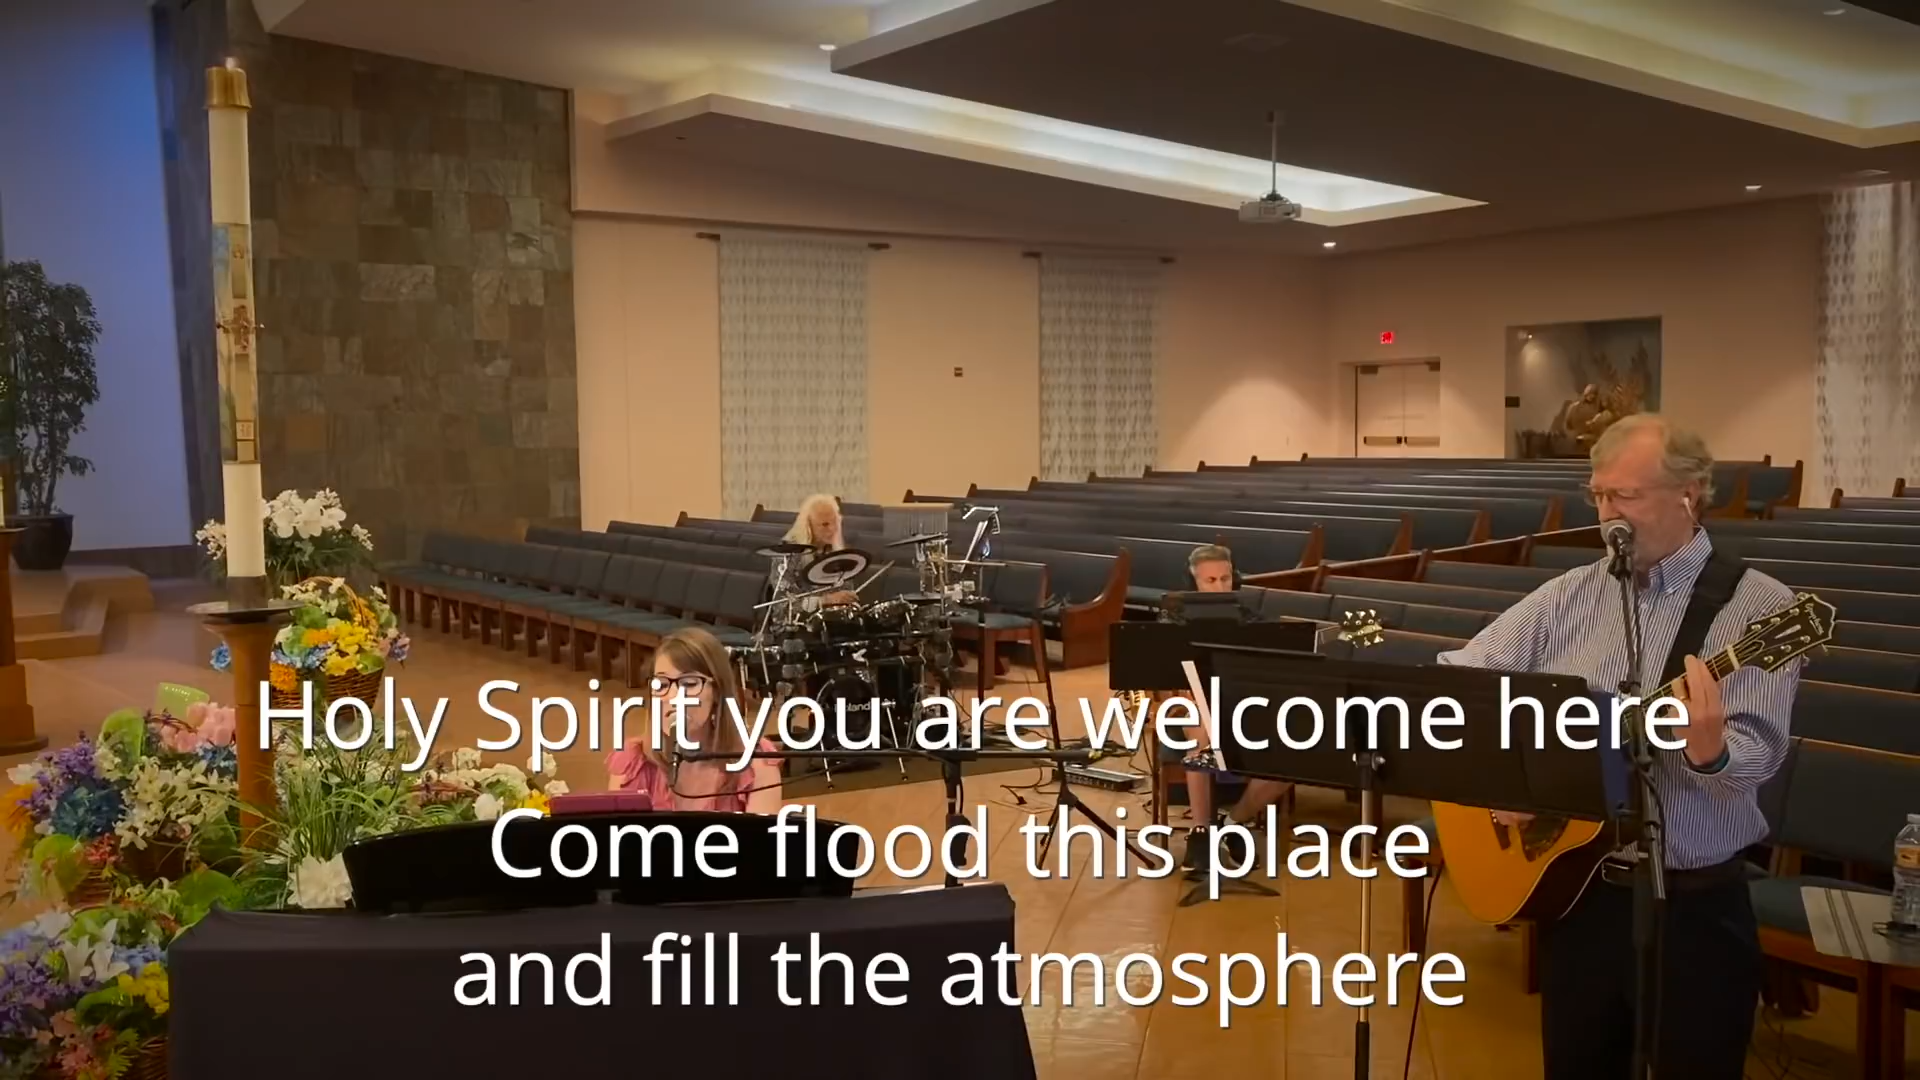 Holy Spirit you are welcome here
Come flood this place
and fill the atmosphere